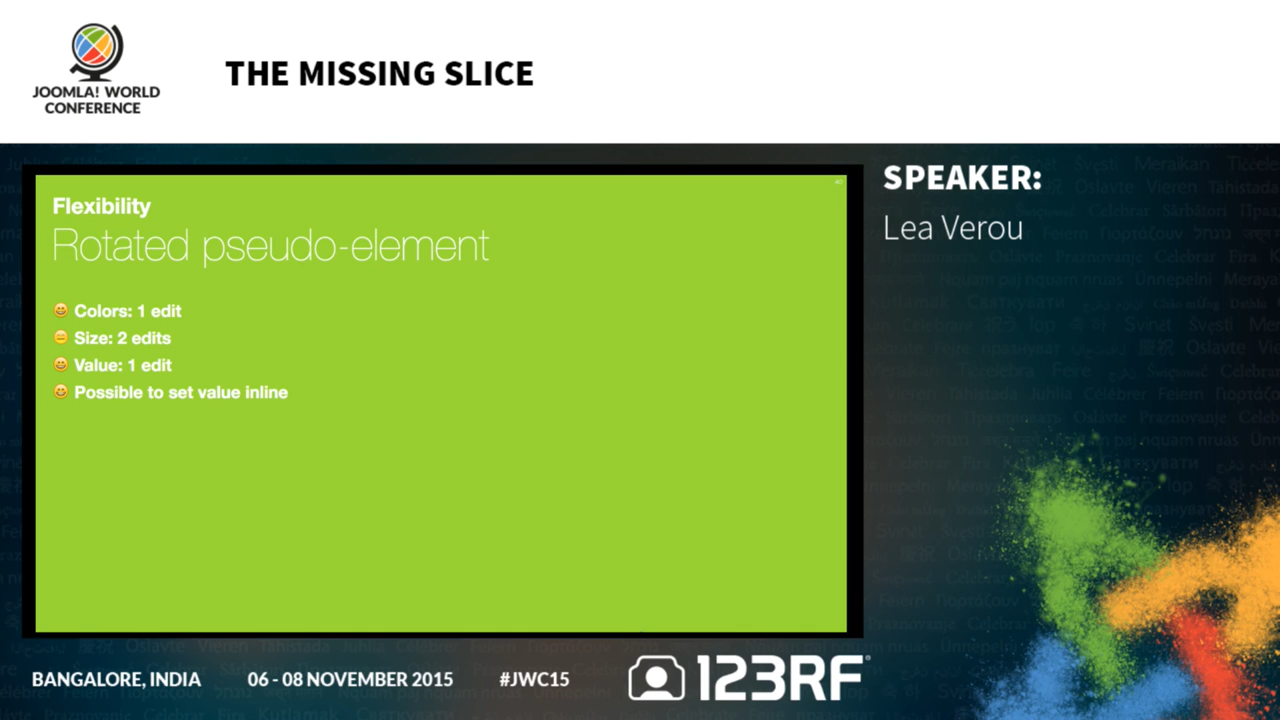 JOOMLA! WORLD
CONFERENCE
THE MISSING SLICE
Flexibility
Rotated pseudo-element
Colors: 1 edit
Size: 2 edits
Value: 1 edit
Possible to set value inline
SPEAKER:
Lea Verou
BANGALORE, INDIA
06 - 08 NOVEMBER 2015
#JWC15
123RF®